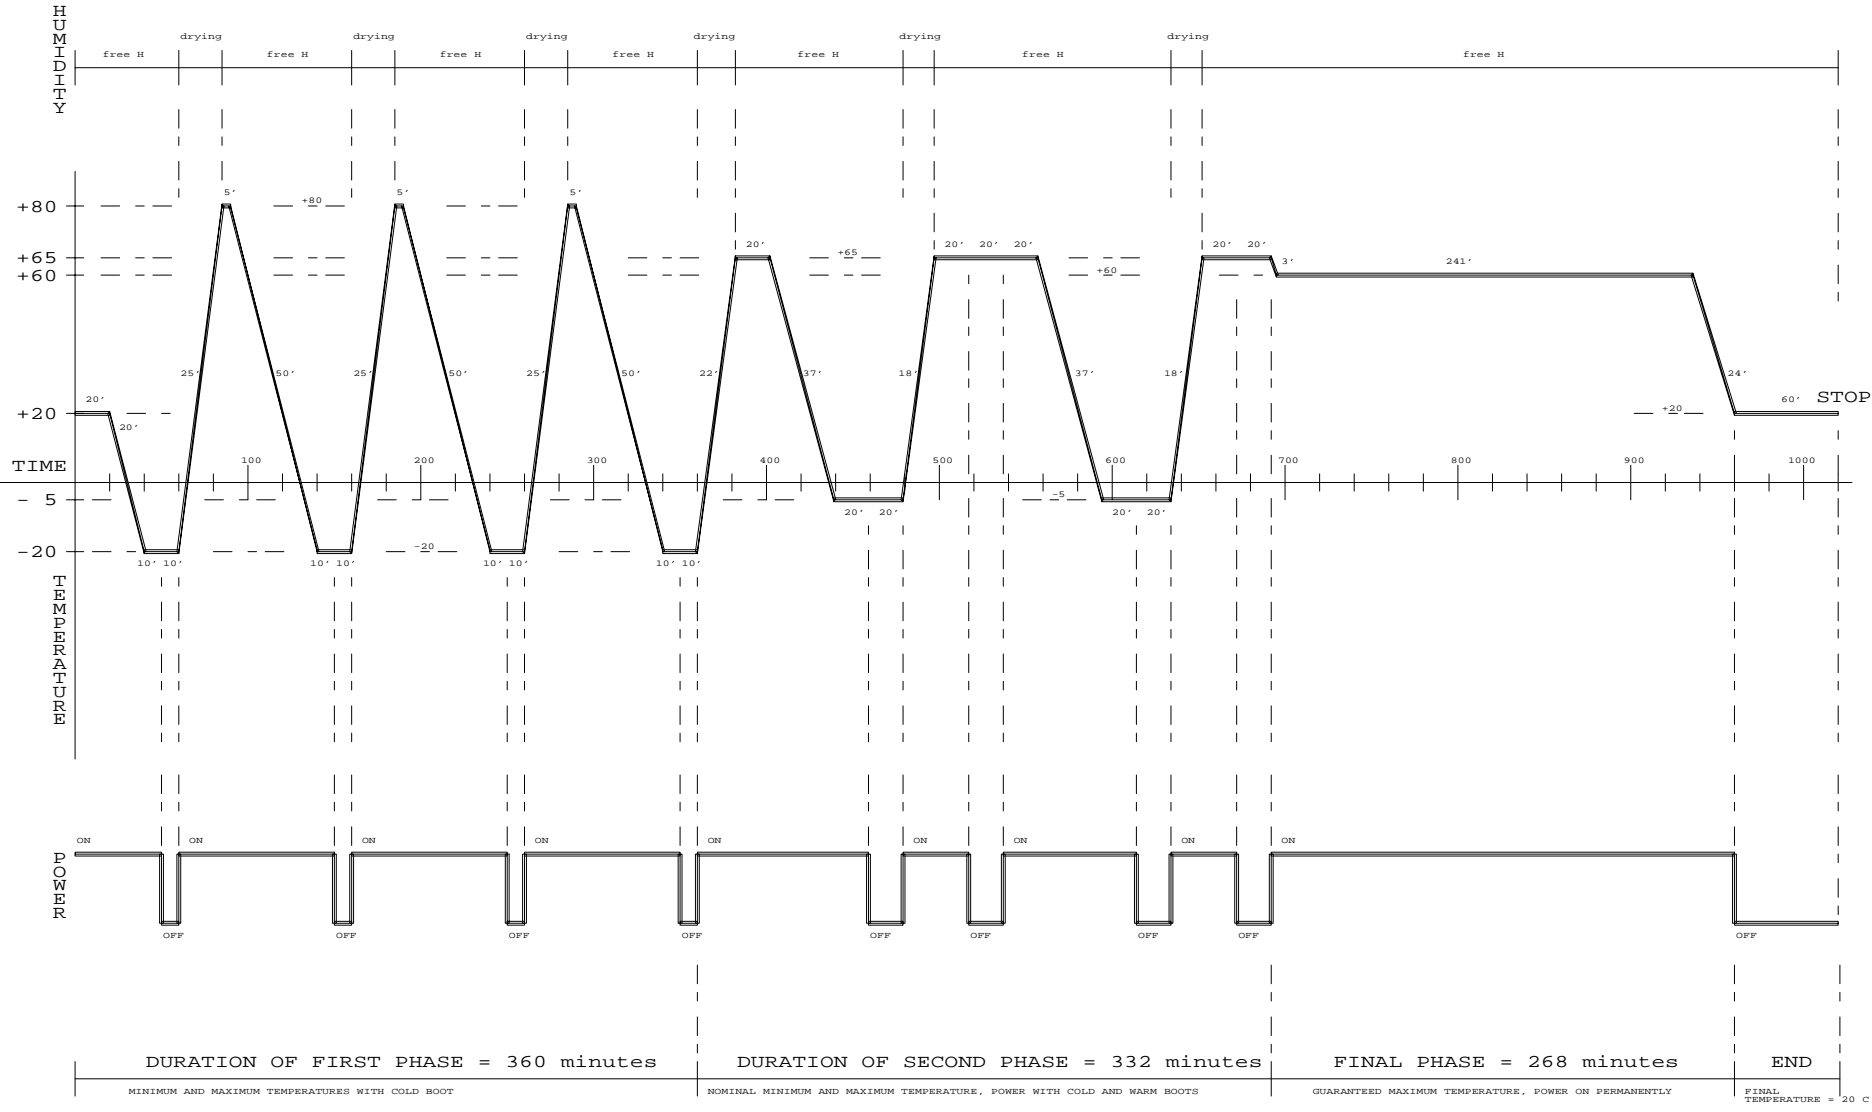 HUMIDITY
drying drying drying drying drying drying
free H free H free H free H free H free H free H
5' 5' 5'
+80 +80
20' 20' 20' 20' 20' 20'
+65 +65
3' 241'
+60 +60
25' 50' 25' 50' 25' 50' 22' 37' 18' 37' 18' 24'
20' 60' STOP
+20 +20
20'
TIME 100 200 300 400 500 600 700 800 900 1000
- 5 -5
20' 20' 20' 20'
-20 -20
10' 10' 10' 10' 10' 10' 10' 10'
TEMPERATURE
ON ON ON ON ON ON ON ON ON
POWER
OFF OFF OFF OFF OFF OFF OFF OFF OFF
DURATION OF FIRST PHASE = 360 minutes DURATION OF SECOND PHASE = 332 minutes FINAL PHASE = 268 minutes END
MINIMUM AND MAXIMUM TEMPERATURES WITH COLD BOOT NOMINAL MINIMUM AND MAXIMUM TEMPERATURE, POWER WITH COLD AND WARM BOOTS GUARANTEED MAXIMUM TEMPERATURE, POWER ON PERMANENTLY FINAL
TEMPERATURE = 20 C